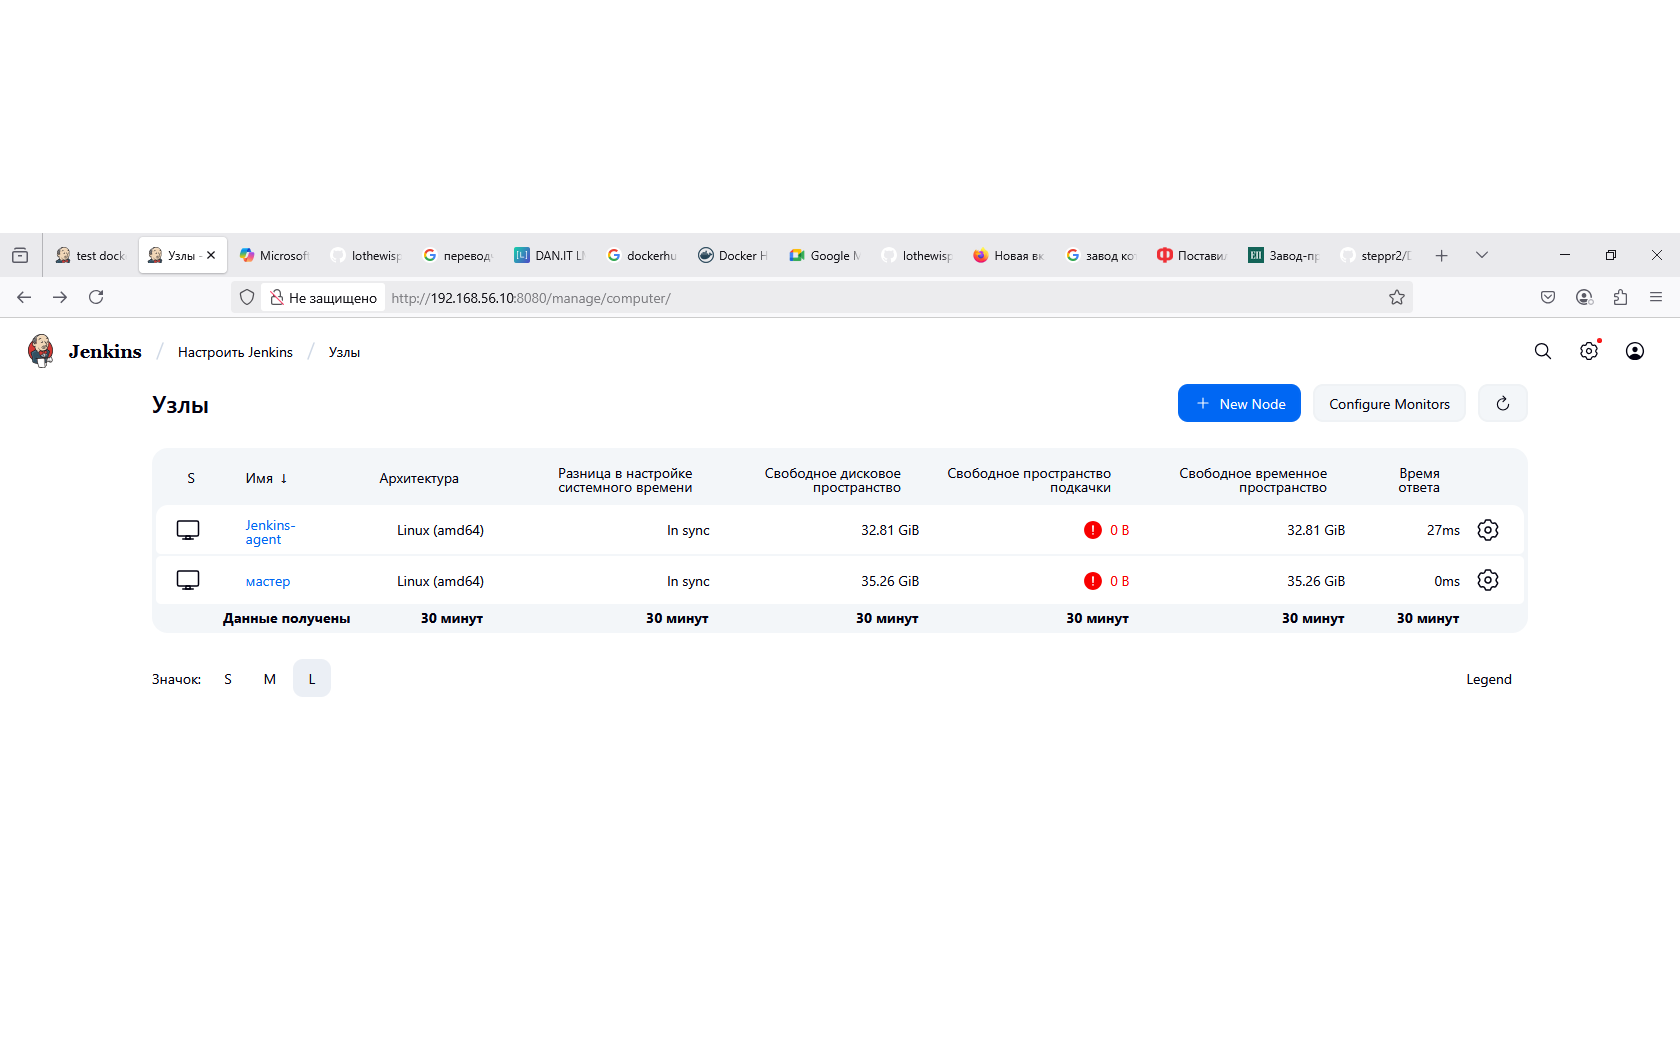 test dock
Узлы -
Microsoft
lothewisp
переводч
DAN.IT LM
dockerhu
Docker H
Google M
lothewisp
Новая вк
завод кот
Поставил
Завод-пр
steppr2/D
Не защищено
http://192.168.56.10:8080/manage/computer/
Jenkins / Настроить Jenkins / Узлы
Узлы
+ New Node
Configure Monitors
S
Имя ↓
Архитектура
Разница в настройке
системного времени
Свободное дисковое
пространство
Свободное пространство
подкачки
Свободное временное
пространство
Время
ответа
Jenkins-
agent
Linux (amd64)
In sync
32.81 GiB
0 B
32.81 GiB
27ms
мастер
Linux (amd64)
In sync
35.26 GiB
0 B
35.26 GiB
0ms
Данные получены
30 минут
30 минут
30 минут
30 минут
30 минут
30 минут
Значок:
S
M
L
Legend